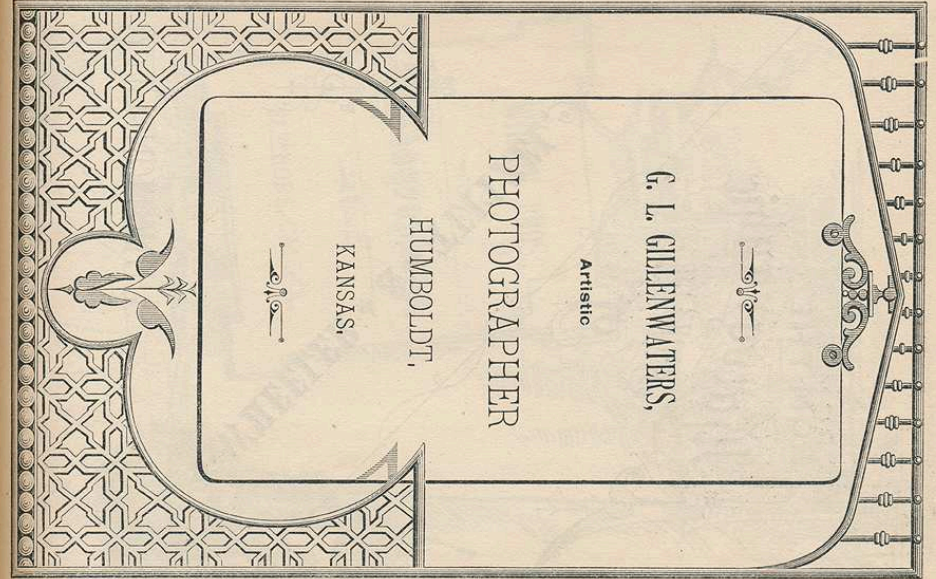 G. L. GILLENWATERS,
Artistic
PHOTOGRAPHER
HUMBOLDT,
KANSAS.